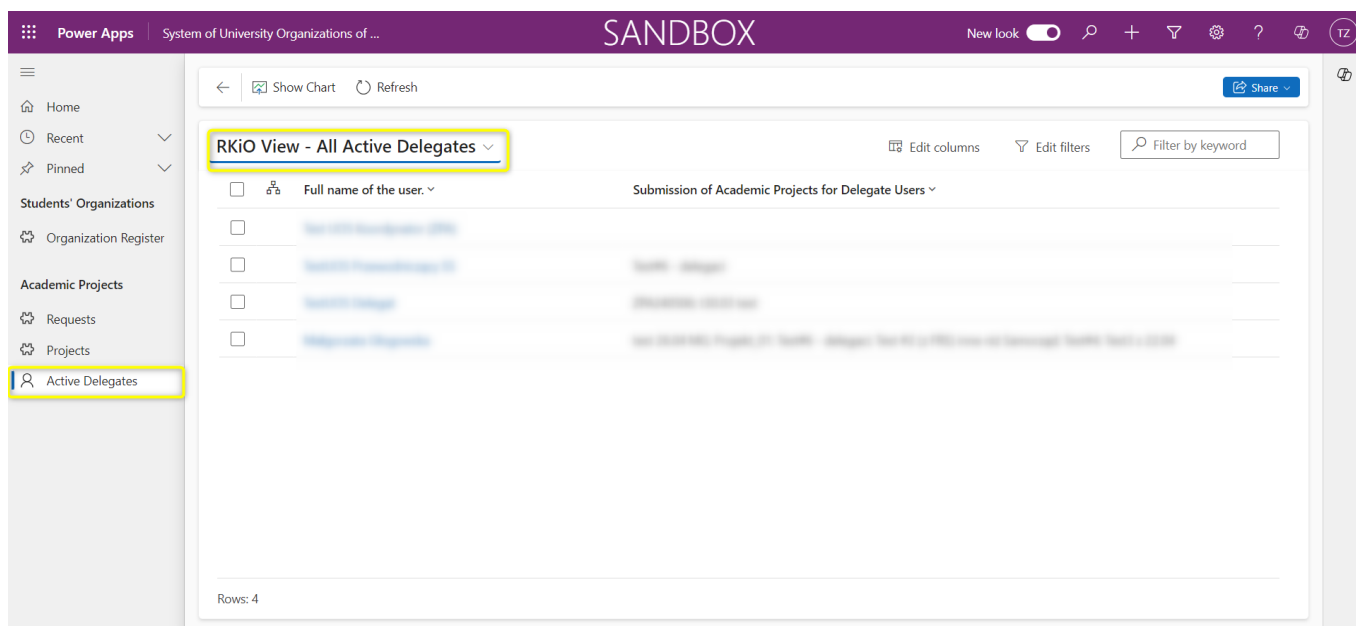 Power Apps System of University Organizations of ... SANDBOX New look TZ
Show Chart Refresh Share
Home
Recent
Pinned
Students' Organizations
Organization Register
Academic Projects
Requests
Projects
Active Delegates
RKiO View - All Active Delegates Edit columns Edit filters Filter by keyword
Full name of the user. Submission of Academic Projects for Delegate Users
Rows: 4